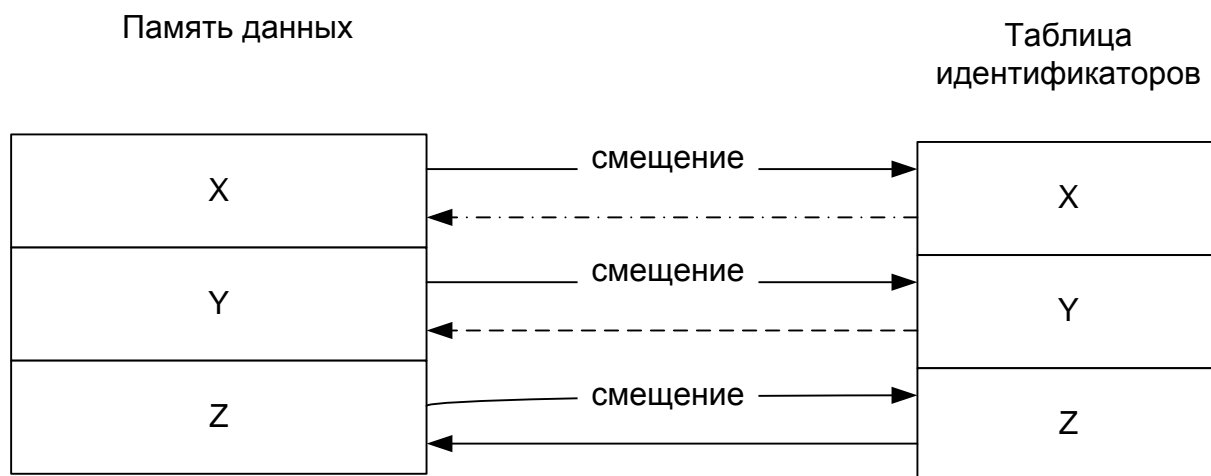 Память данных
Таблица
идентификаторов
X
смещение
X
Y
смещение
Y
Z
смещение
Z